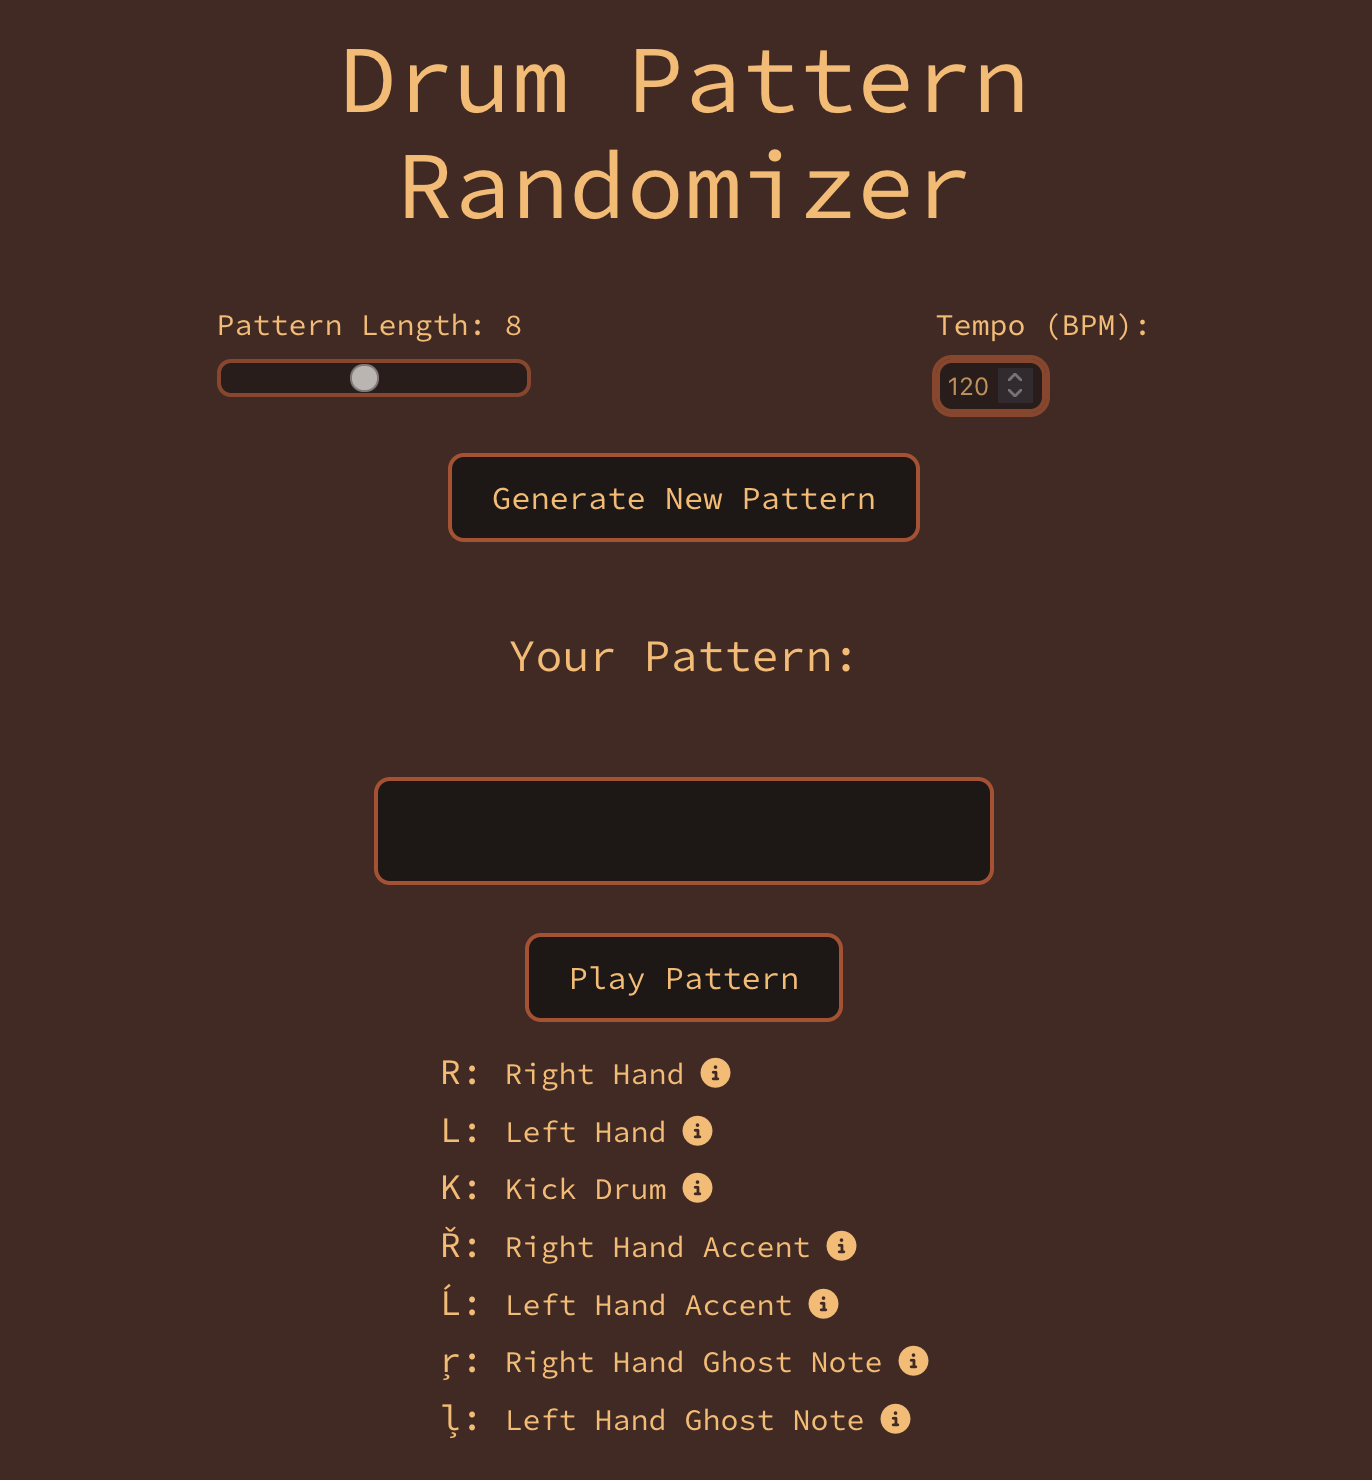 Drum Pattern
Randomizer
Pattern Length: 8
Tempo (BPM):
120
Generate New Pattern
Your Pattern:
Play Pattern
R: Right Hand
L: Left Hand
K: Kick Drum
Ř: Right Hand Accent
Ĺ: Left Hand Accent
ŗ: Right Hand Ghost Note
ļ: Left Hand Ghost Note